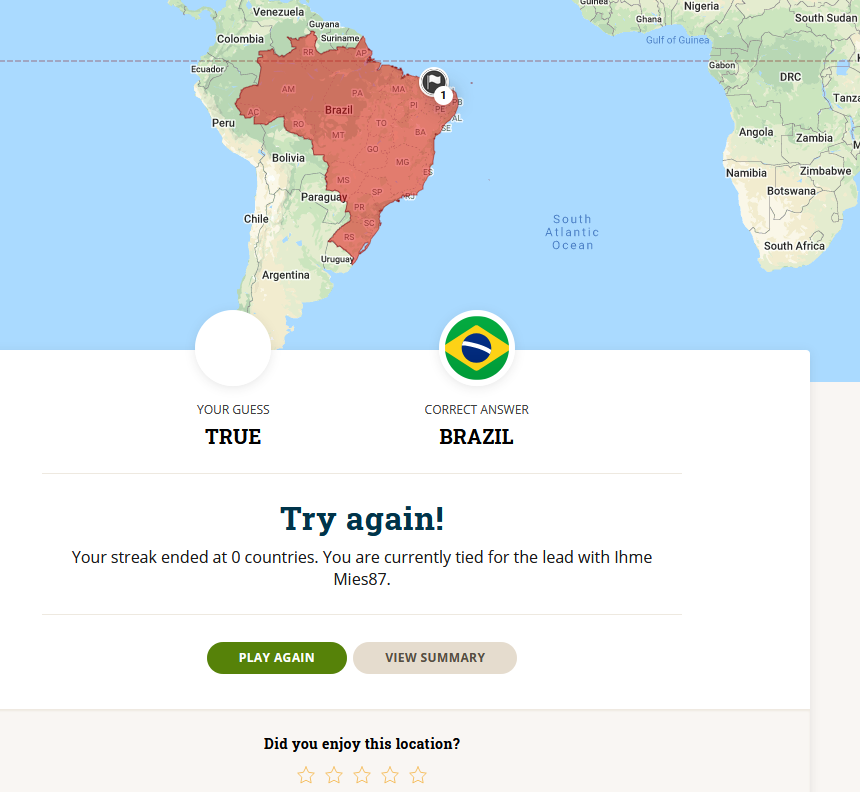 Venezuela
Guyana
Suriname
Colombia
Ecuador
Peru
Brazil
Bolivia
Paraguay
Chile
Uruguay
Argentina
RR
AP
AM
PA
MA
PB
PI
PE
AL
AC
RO
TO
SE
MT
BA
GO
MG
ES
MS
SP
RJ
PR
SC
RS
1
South
Atlantic
Ocean
Guinea
Ghana
Nigeria
South Sudan
Gulf of Guinea
Gabon
DRC
Tanza
Angola
Zambia
Namibia
Zimbabwe
Botswana
South Africa
YOUR GUESS
TRUE
CORRECT ANSWER
BRAZIL
Try again!
Your streak ended at 0 countries. You are currently tied for the lead with Ihme
Mies87.
PLAY AGAIN
VIEW SUMMARY
Did you enjoy this location?